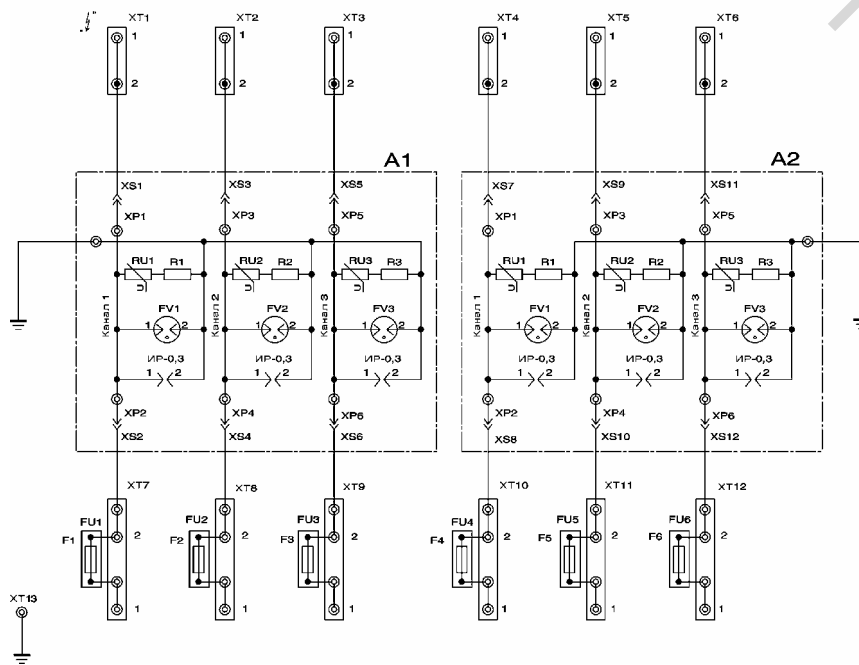 XT1 XT2 XT3 XT4 XT5 XT6
1 1 1 1 1 1
2 2 2 2 2 2
A1 A2
XS1 XS3 XS5 XS7 XS9 XS11
XP1 XP3 XP5 XP1 XP3 XP5
RU1 R1 RU2 R2 RU3 R3 RU1 R1 RU2 R2 RU3 R3
U U U U U U
Канал 1 Канал 2 Канал 3 Канал 1 Канал 2 Канал 3
FV1 FV2 FV3 FV1 FV2 FV3
1 2 1 2 1 2 1 2 1 2 1 2
ИР-0,3 ИР-0,3 ИР-0,3 ИР-0,3 ИР-0,3 ИР-0,3
1 2 1 2 1 2 1 2 1 2 1 2
XP2 XP4 XP6 XP2 XP4 XP6
XS2 XS4 XS6 XS8 XS10 XS12
XT7 XT8 XT9 XT10 XT11 XT12
FU1 FU2 FU3 FU4 FU5 FU6
F1 2 F2 2 F3 2 F4 2 F5 2 F6 2
1 1 1 1 1 1
XT13